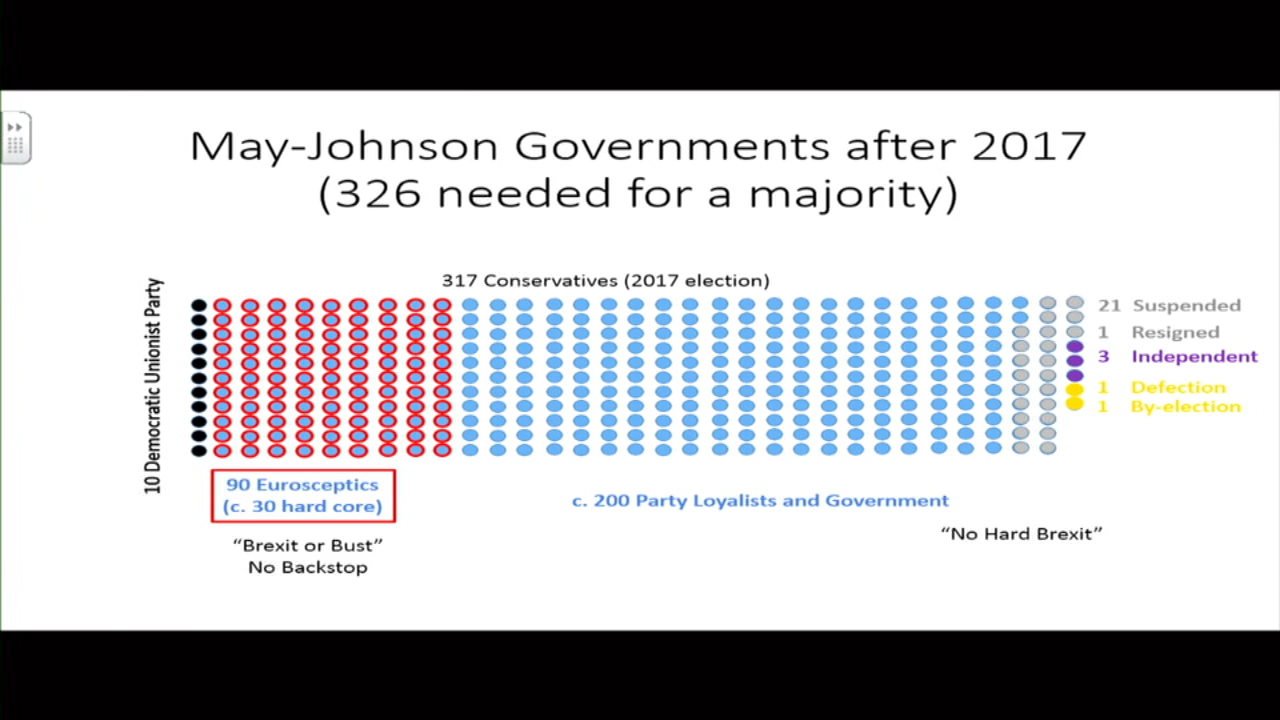 May-Johnson Governments after 2017
(326 needed for a majority)
317 Conservatives (2017 election)
10 Democratic Unionist Party
21 Suspended
1 Resigned
3 Independent
1 Defection
1 By-election
90 Eurosceptics
(c. 30 hard core)
c. 200 Party Loyalists and Government
“No Hard Brexit”
“Brexit or Bust”
No Backstop